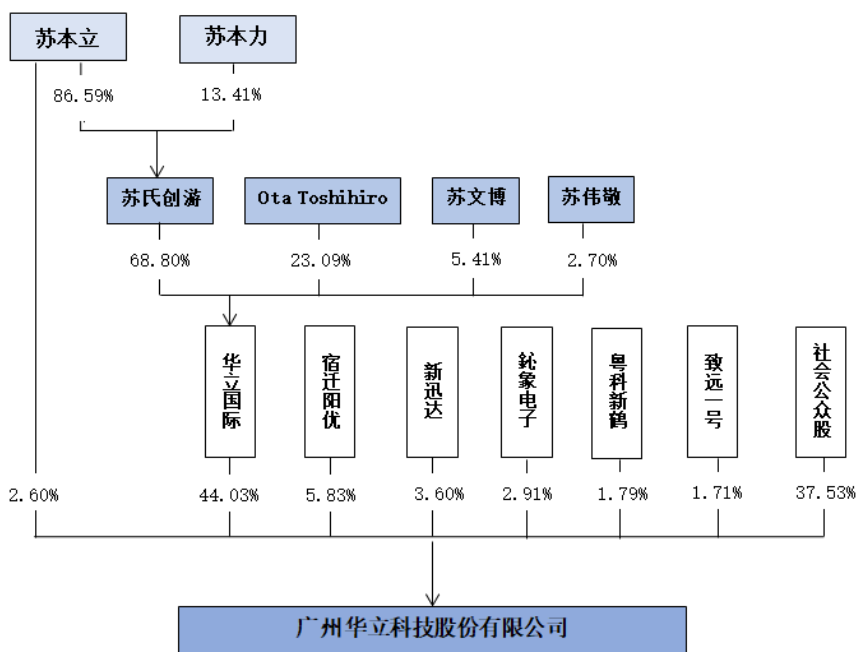 苏本立
苏本力
86.59%
13.41%
苏氏创游
Ota Toshihiro
苏文博
苏伟敬
68.80%
23.09%
5.41%
2.70%
华立国际
宿迁阳优
新迅达
鈊象电子
粤科新鹤
致远一号
社会公众股
2.60%
44.03%
5.83%
3.60%
2.91%
1.79%
1.71%
37.53%
广州华立科技股份有限公司